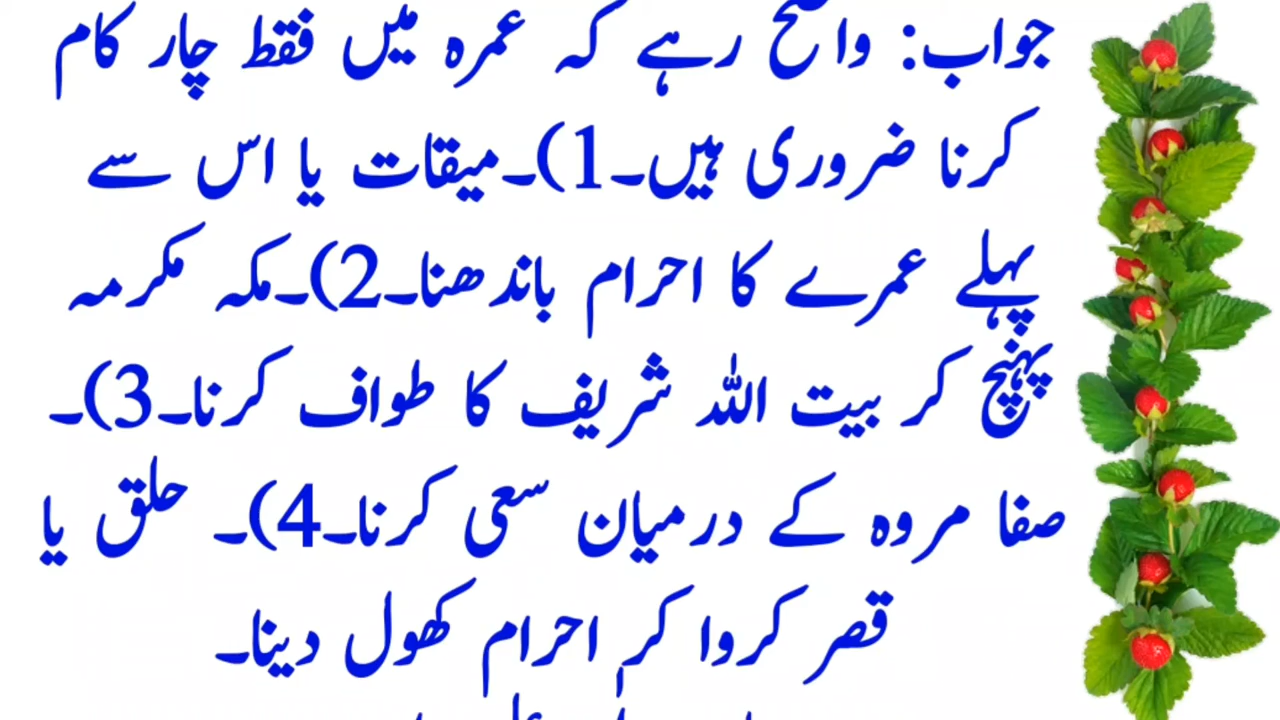 جواب: واضح رہے کہ عمرہ میں فقط چار کام
کرنا ضروری ہیں۔1)۔میقات یا اس سے
پہلے عمرے کا احرام باندھنا۔2)۔مکہ مکرمہ
پہنچ کر بیت اللہ شریف کا طواف کرنا۔3)۔
صفا مروہ کے درمیان سعی کرنا۔4)۔ حلق یا
قصر کروا کر احرام کھول دینا۔